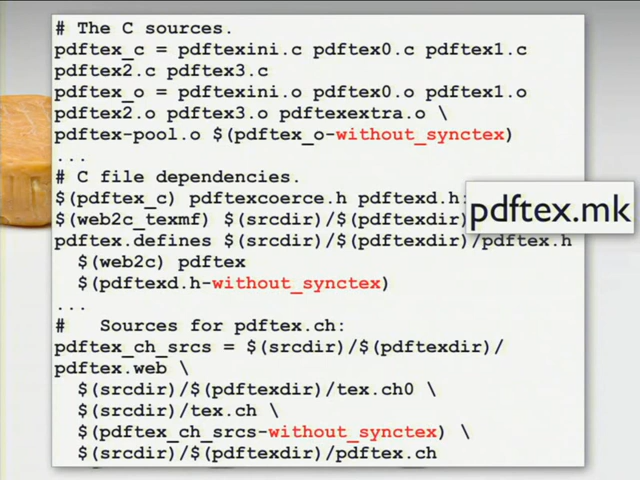 # The C sources.
pdftex_c = pdftexini.c pdftex0.c pdftex1.c
pdftex2.c pdftex3.c
pdftex_o = pdftexini.o pdftex0.o pdftex1.o
pdftex2.o pdftex3.o pdftexextra.o \
pdftex-pool.o $(pdftex_o-without_synctex)
...
# C file dependencies.
$(pdftex_c) pdftexcoerce.h pdftexd.h:
$(web2c_texmf) $(srcdir)/$(pdftexdir)
pdftex.mk
pdftex.defines $(srcdir)/$(pdftexdir)/pdftex.h
$(web2c) pdftex
$(pdftexd.h-without_synctex)
...
#   Sources for pdftex.ch:
pdftex_ch_srcs = $(srcdir)/$(pdftexdir)/
pdftex.web \
$(srcdir)/$(pdftexdir)/tex.ch0 \
$(srcdir)/tex.ch \
$(pdftex_ch_srcs-without_synctex) \
$(srcdir)/$(pdftexdir)/pdftex.ch